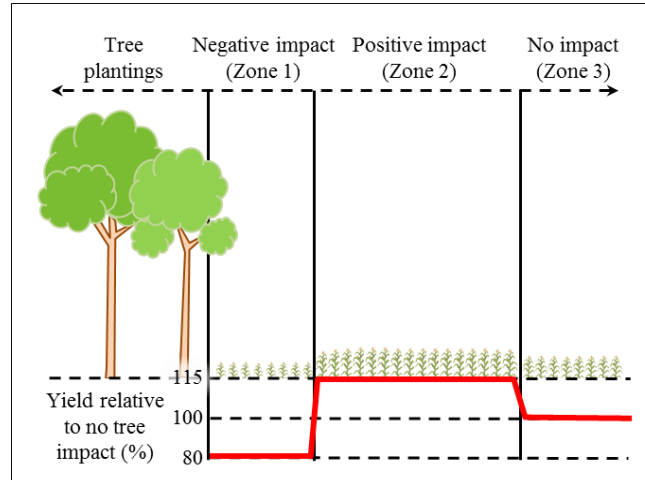 Tree
plantings
Negative impact
(Zone 1)
Positive impact
(Zone 2)
No impact
(Zone 3)
Yield relative
to no tree
impact (%)
115
100
80